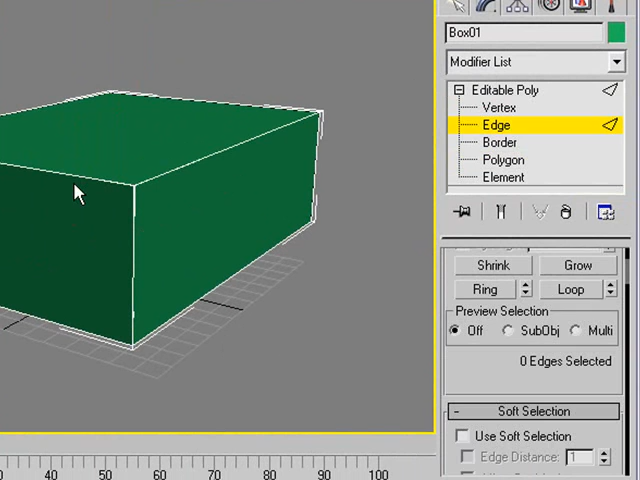 Box01
Modifier List
Editable Poly
Vertex
Edge
Border
Polygon
Element
Shrink Grow
Ring Loop
Preview Selection
Off SubObj Multi
0 Edges Selected
- Soft Selection
Use Soft Selection
Edge Distance: 1
40 50 60 70 80 90 100